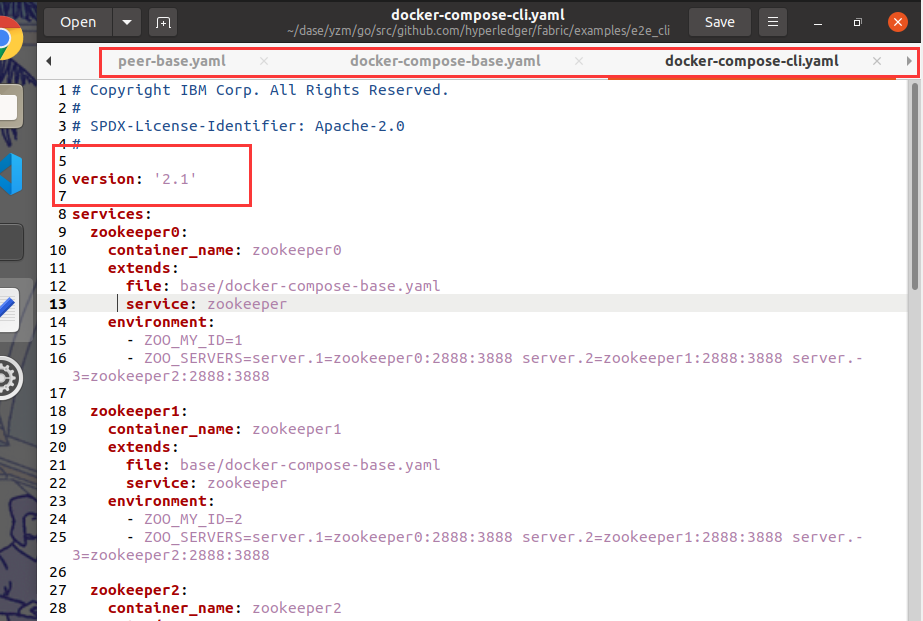 Open
docker-compose-cli.yaml
~/dase/yzm/go/src/github.com/hyperledger/fabric/examples/e2e_cli
Save
peer-base.yaml
docker-compose-base.yaml
docker-compose-cli.yaml
1 # Copyright IBM Corp. All Rights Reserved.
2 #
3 # SPDX-License-Identifier: Apache-2.0
4 #
5
6 version: '2.1'
7
8 services:
9   zookeeper0:
10     container_name: zookeeper0
11     extends:
12       file: base/docker-compose-base.yaml
13       service: zookeeper
14     environment:
15       - ZOO_MY_ID=1
16       - ZOO_SERVERS=server.1=zookeeper0:2888:3888 server.2=zookeeper1:2888:3888 server.-
3=zookeeper2:2888:3888
17
18   zookeeper1:
19     container_name: zookeeper1
20     extends:
21       file: base/docker-compose-base.yaml
22       service: zookeeper
23     environment:
24       - ZOO_MY_ID=2
25       - ZOO_SERVERS=server.1=zookeeper0:2888:3888 server.2=zookeeper1:2888:3888 server.-
3=zookeeper2:2888:3888
26
27   zookeeper2:
28     container_name: zookeeper2